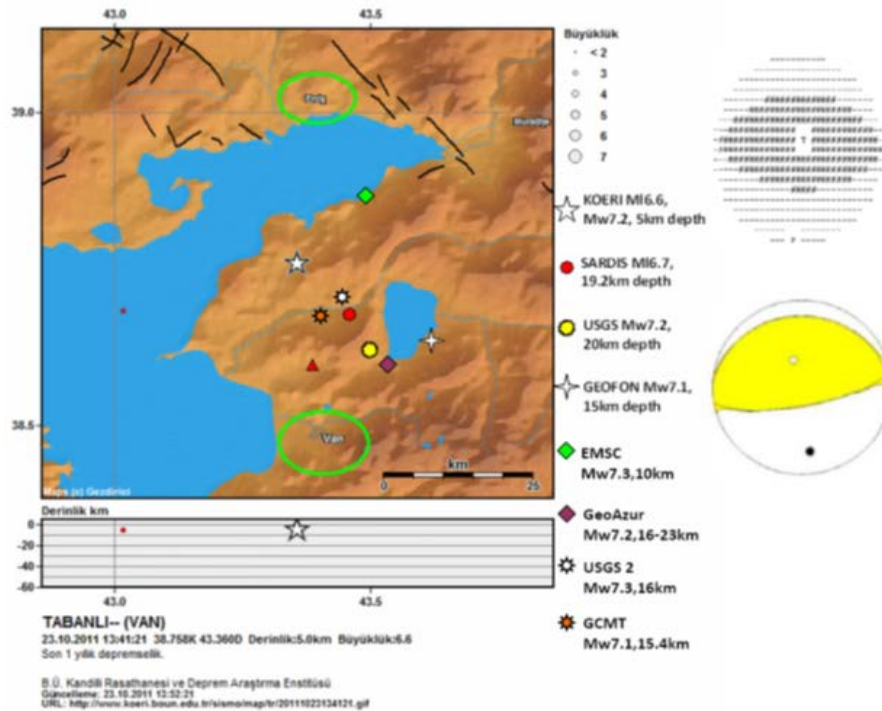 43.0 43.5
39.0
38.5
Erciş
Muradiye
Van
km
0 25
Maps (c) Gezdirici
Derinlik km
0
-20
-40
-60
43.0 43.5
TABANLI-- (VAN)
23.10.2011 13:41:21 38.758K 43.360D Derinlik:5.0km Büyüklük:6.6
Son 1 yıllık depremsellik.
B.Ü. Kandilli Rasathanesi ve Deprem Araştırma Enstitüsü
Güncelleme: 23.10.2011 13:52:21
URL: http://www.koeri.boun.edu.tr/sismo/map/tr/20111023134121.gif
Büyüklük
< 2
3
4
5
6
7
KOERI Ml6.6,
Mw7.2, 5km depth
SARDIS Ml6.7,
19.2km depth
USGS Mw7.2,
20km depth
GEOFON Mw7.1,
15km depth
EMSC
Mw7.3,10km
GeoAzur
Mw7.2,16-23km
USGS 2
Mw7.3,16km
GCMT
Mw7.1,15.4km
T
P